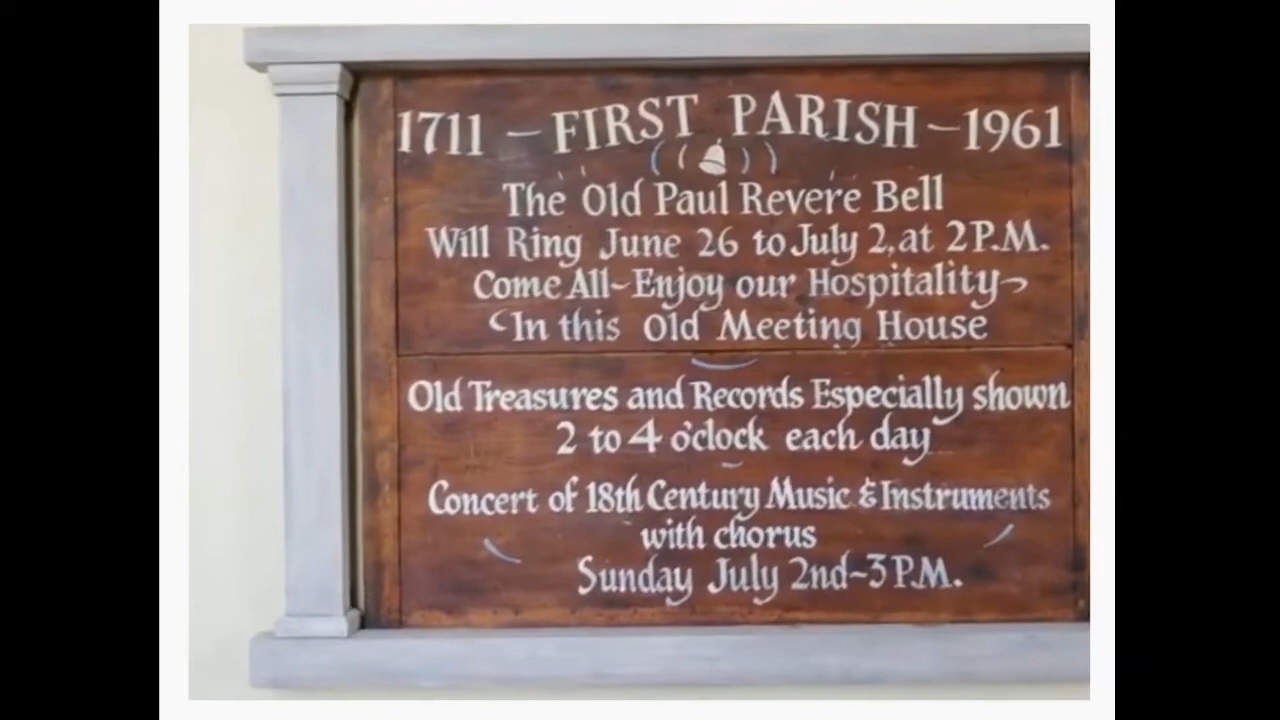 1711 – FIRST PARISH – 1961
The Old Paul Revere Bell
Will Ring June 26 to July 2, at 2 P.M.
Come All~Enjoy our Hospitality
In this Old Meeting House
Old Treasures and Records Especially shown
2 to 4 o'clock each day
Concert of 18th Century Music & Instruments
with chorus
Sunday July 2nd~3 P.M.